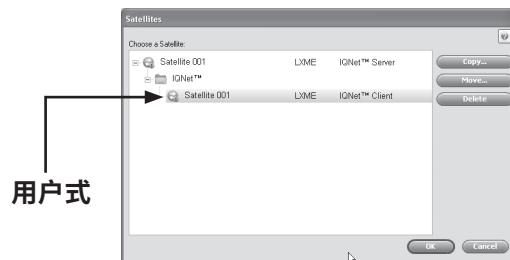 Satellites
Choose a Satellite:
Satellite 001 LXME IQNet™ Server
IQNet™
Satellite 001 LXME IQNet™ Client
Copy...
Move...
Delete
用户式
OK Cancel